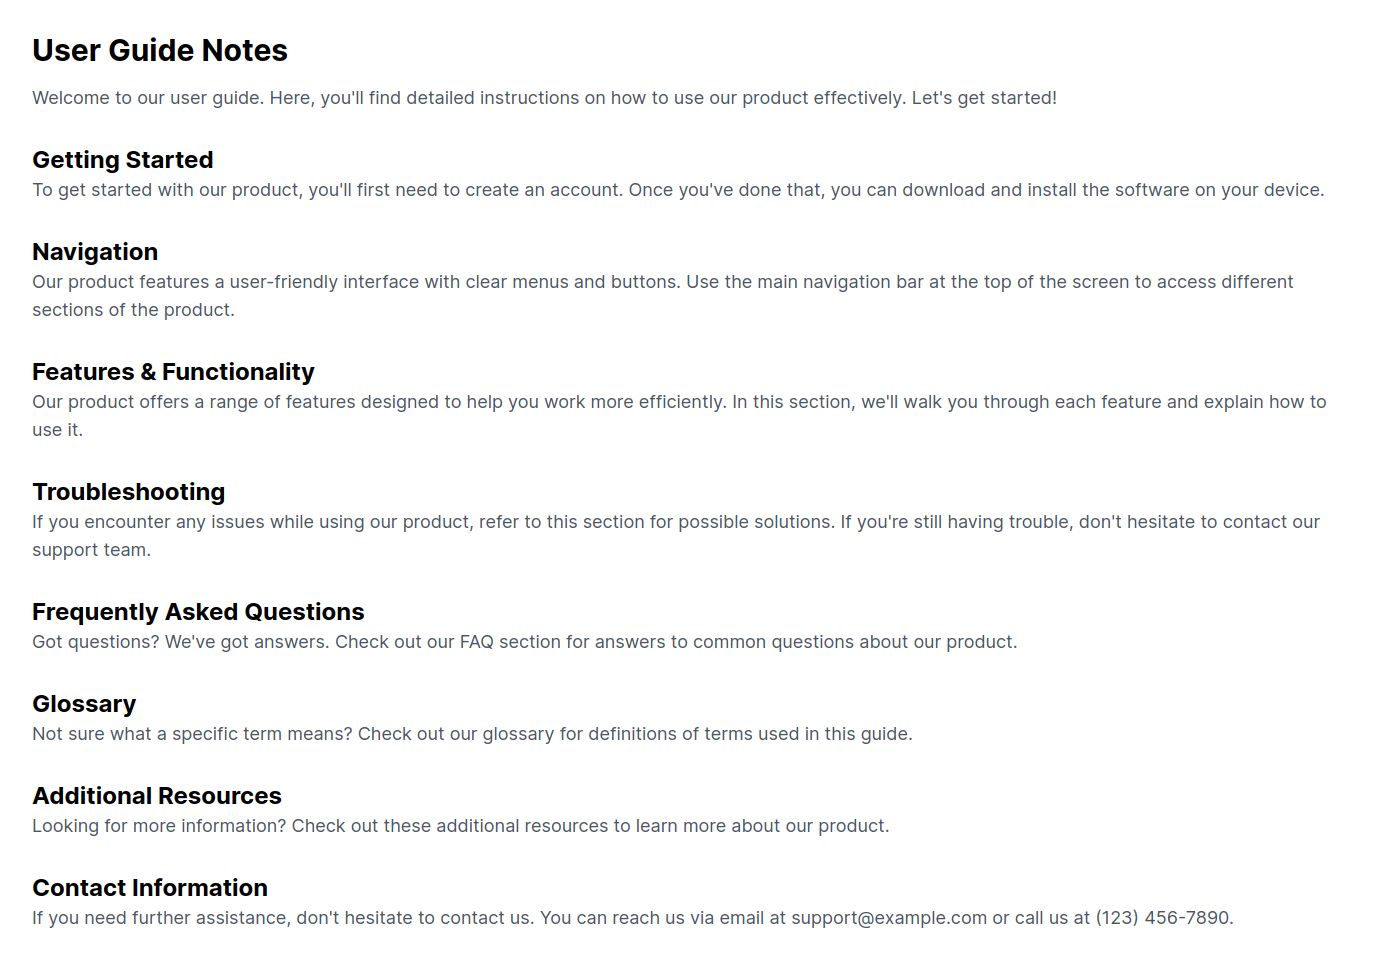 User Guide Notes
Welcome to our user guide. Here, you'll find detailed instructions on how to use our product effectively. Let's get started!
Getting Started
To get started with our product, you'll first need to create an account. Once you've done that, you can download and install the software on your device.
Navigation
Our product features a user-friendly interface with clear menus and buttons. Use the main navigation bar at the top of the screen to access different
sections of the product.
Features & Functionality
Our product offers a range of features designed to help you work more efficiently. In this section, we'll walk you through each feature and explain how to
use it.
Troubleshooting
If you encounter any issues while using our product, refer to this section for possible solutions. If you're still having trouble, don't hesitate to contact our
support team.
Frequently Asked Questions
Got questions? We've got answers. Check out our FAQ section for answers to common questions about our product.
Glossary
Not sure what a specific term means? Check out our glossary for definitions of terms used in this guide.
Additional Resources
Looking for more information? Check out these additional resources to learn more about our product.
Contact Information
If you need further assistance, don't hesitate to contact us. You can reach us via email at support@example.com or call us at (123) 456-7890.